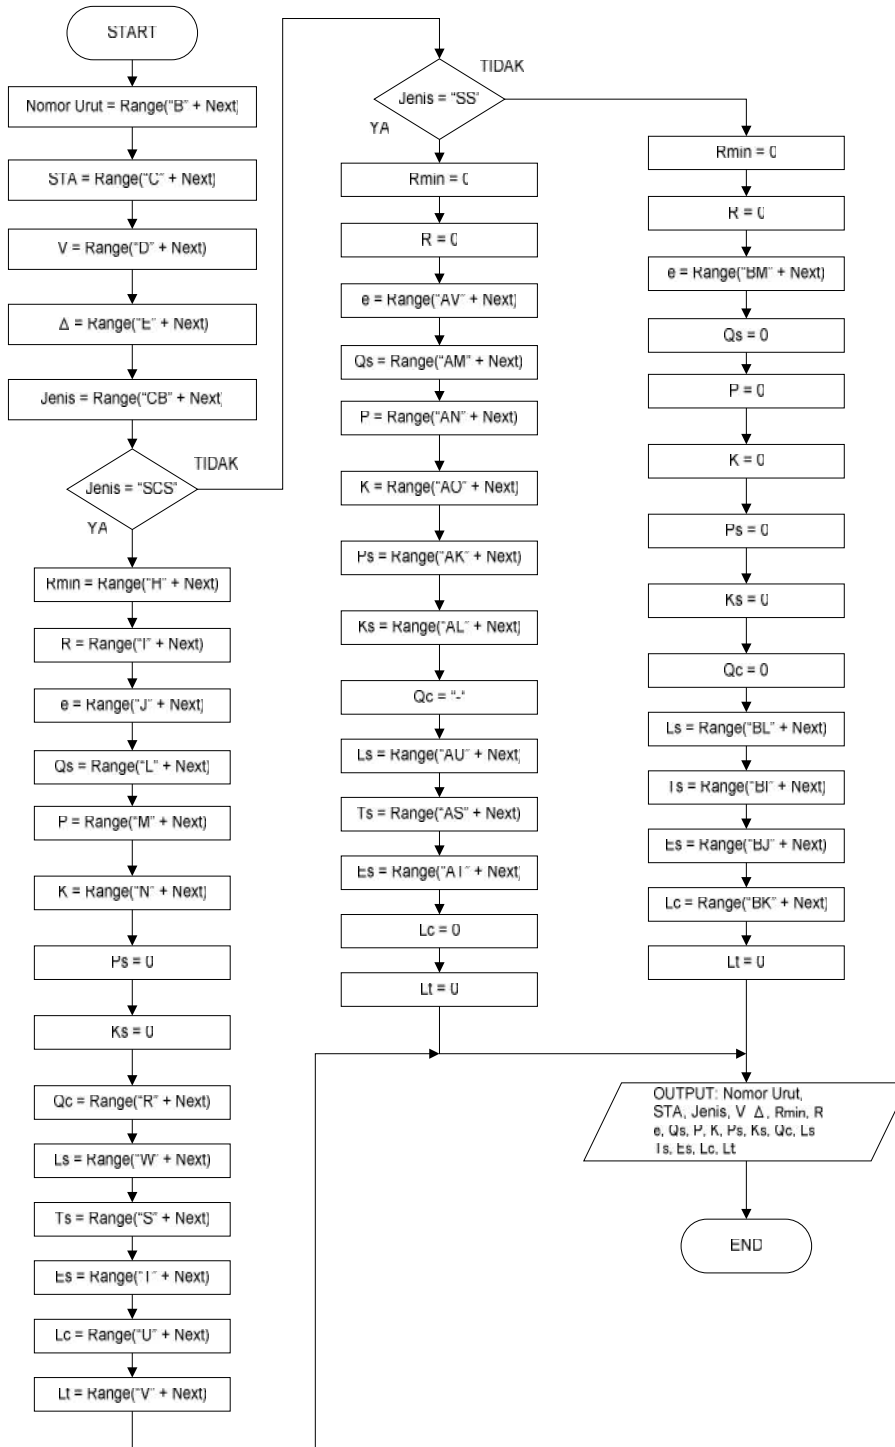 START
Nomor Urut = Range("B" + Next)
STA = Range("C" + Next)
V = Range("D" + Next)
Δ = Range("E" + Next)
Jenis = Range("CB" + Next)
Jenis = "SCS"
TIDAK
YA
Rmin = Range("H" + Next)
R = Range("I" + Next)
e = Range("J" + Next)
Qs = Range("L" + Next)
P = Range("M" + Next)
K = Range("N" + Next)
Ps = 0
Ks = 0
Qc = Range("R" + Next)
Ls = Range("W" + Next)
Ts = Range("S" + Next)
Es = Range("T" + Next)
Lc = Range("U" + Next)
Lt = Range("V" + Next)
Jenis = "SS"
TIDAK
YA
Rmin = 0
R = 0
e = Range("AV" + Next)
Qs = Range("AM" + Next)
P = Range("AN" + Next)
K = Range("AO" + Next)
Ps = Range("AK" + Next)
Ks = Range("AL" + Next)
Qc = "-"
Ls = Range("AU" + Next)
Ts = Range("AS" + Next)
Es = Range("AT" + Next)
Lc = 0
Lt = 0
Rmin = 0
R = 0
e = Range("BM" + Next)
Qs = 0
P = 0
K = 0
Ps = 0
Ks = 0
Qc = 0
Ls = Range("BL" + Next)
Ts = Range("BI" + Next)
Es = Range("BJ" + Next)
Lc = Range("BK" + Next)
Lt = 0
OUTPUT: Nomor Urut,
STA, Jenis, V, Δ, Rmin, R
e, Qs, P, K, Ps, Ks, Qc, Ls
Ts, Es, Lc, Lt
END